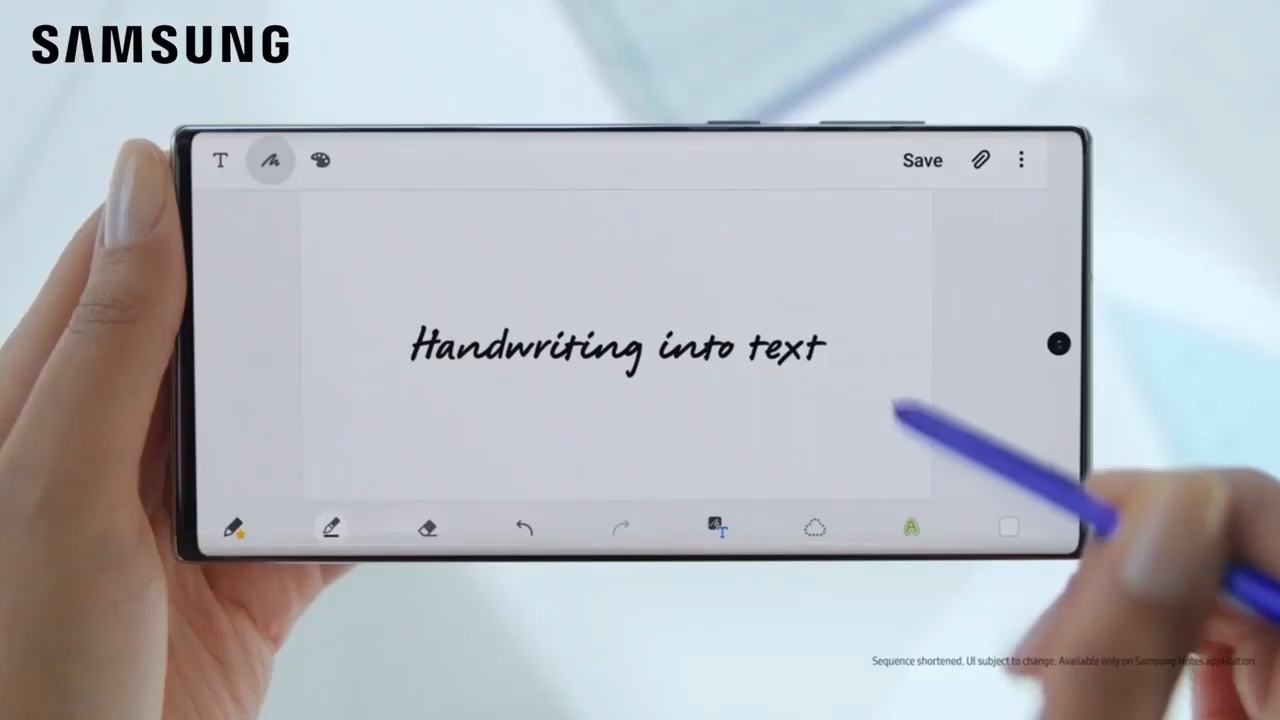 SAMSUNG
T
Save
Handwriting into text
T
A
Sequence shortened. UI subject to change. Available only on Samsung Notes application.